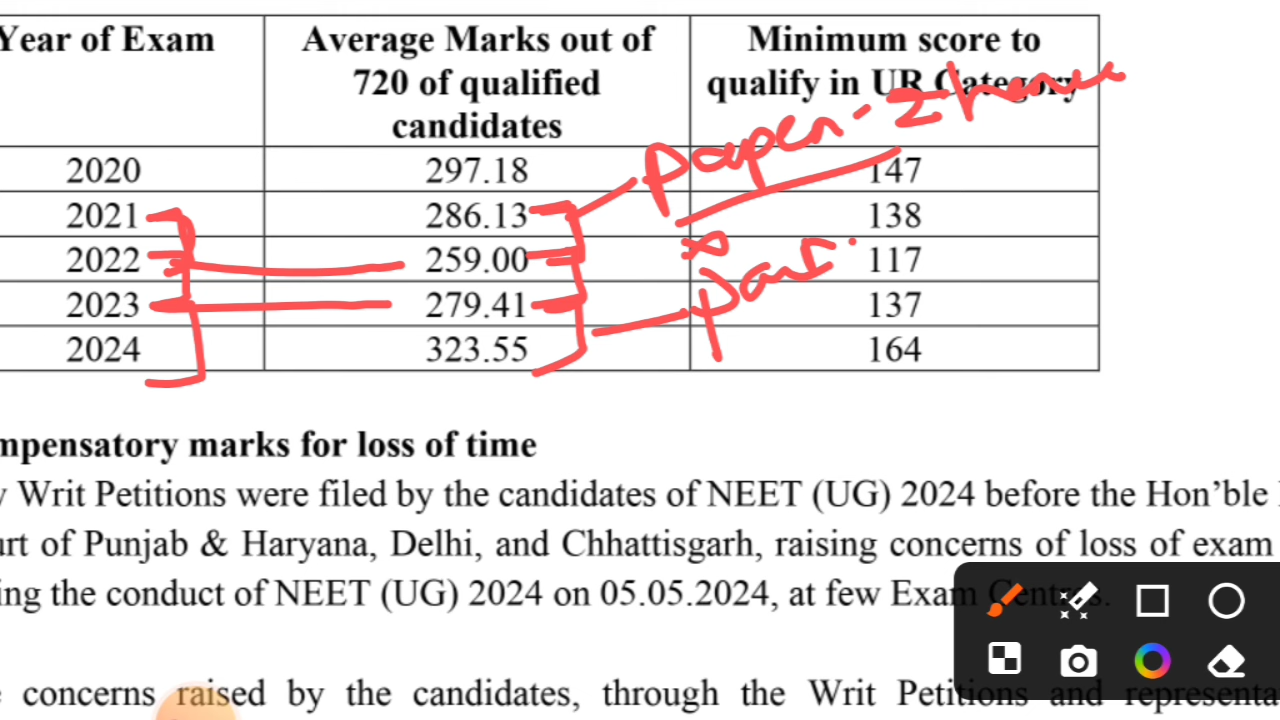 Year of Exam Average Marks out of 720 of qualified candidates Minimum score to qualify in UR Category
2020 297.18 147
2021 286.13 138
2022 259.00 117
2023 279.41 137
2024 323.55 164
paper.
mpensatory marks for loss of time
Writ Petitions were filed by the candidates of NEET (UG) 2024 before the Hon'ble
urt of Punjab & Haryana, Delhi, and Chhattisgarh, raising concerns of loss of exam
ing the conduct of NEET (UG) 2024 on 05.05.2024, at few Exam Centres.
concerns raised by the candidates, through the Writ Petitions and representa